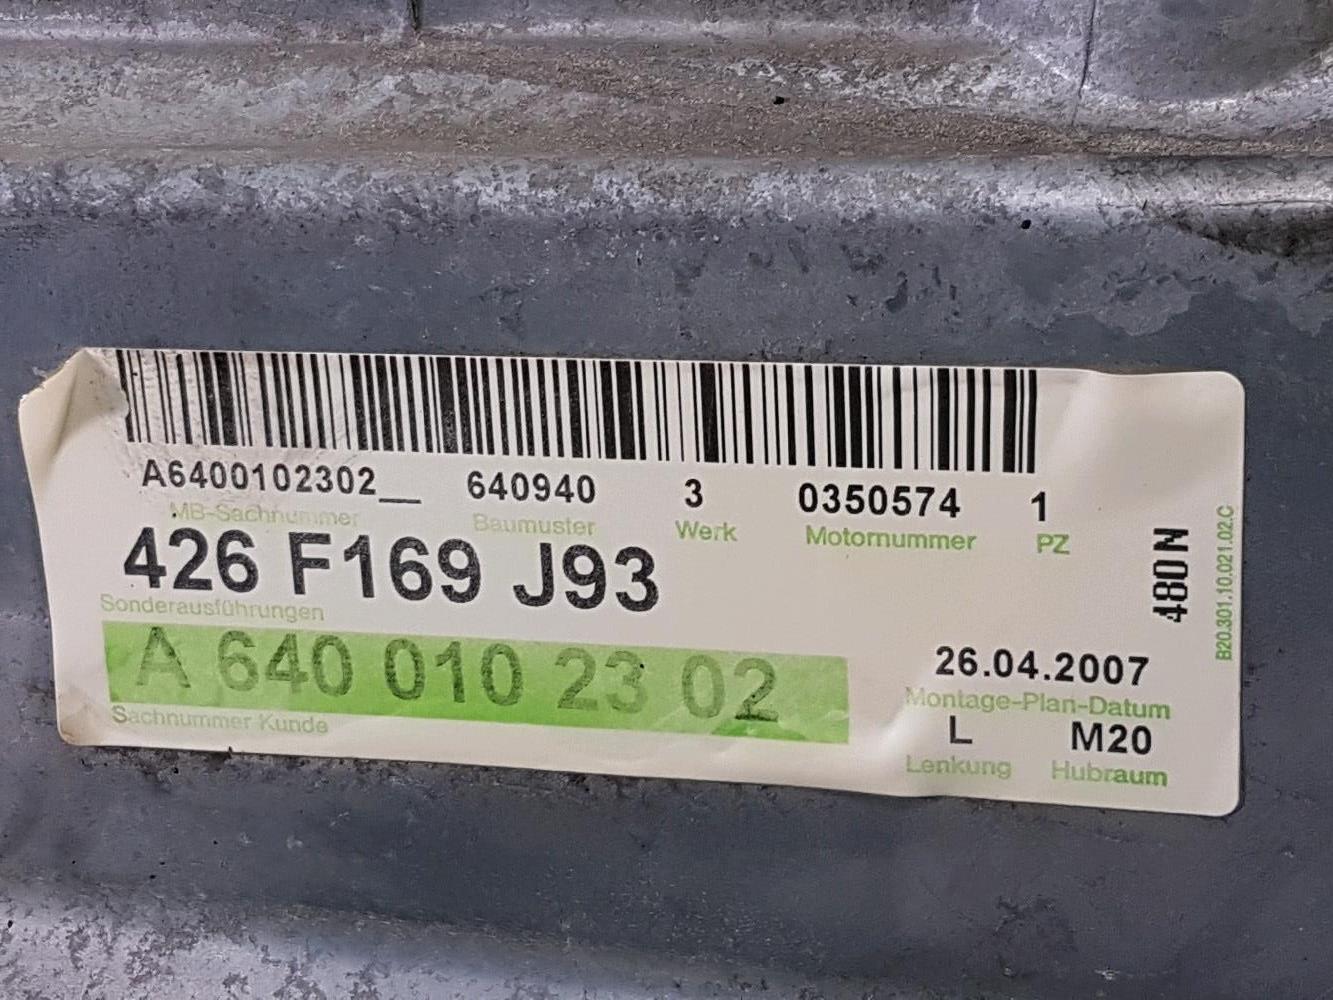 A6400102302__ 640940 3 0350574 1
MB-Sachnummer Baumuster Werk Motornummer PZ
426 F169 J93
Sonderausführungen
A 640 010 23 02
Sachnummer Kunde
26.04.2007
Montage-Plan-Datum
L M20
Lenkung Hubraum
480N
B20.301.10.021.02.C